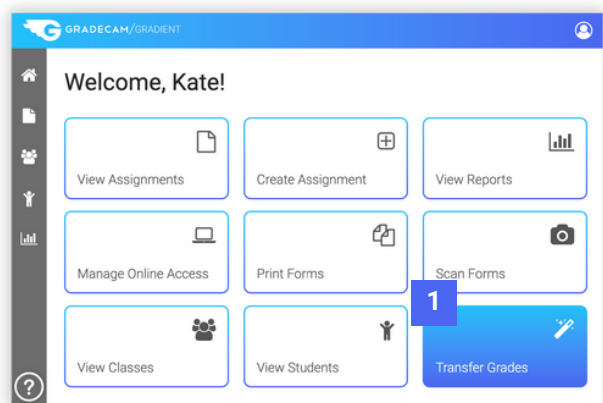 GRADECAM/GRADIENT
Welcome, Kate!
View Assignments
Create Assignment
View Reports
Manage Online Access
Print Forms
Scan Forms
1
View Classes
View Students
Transfer Grades
?